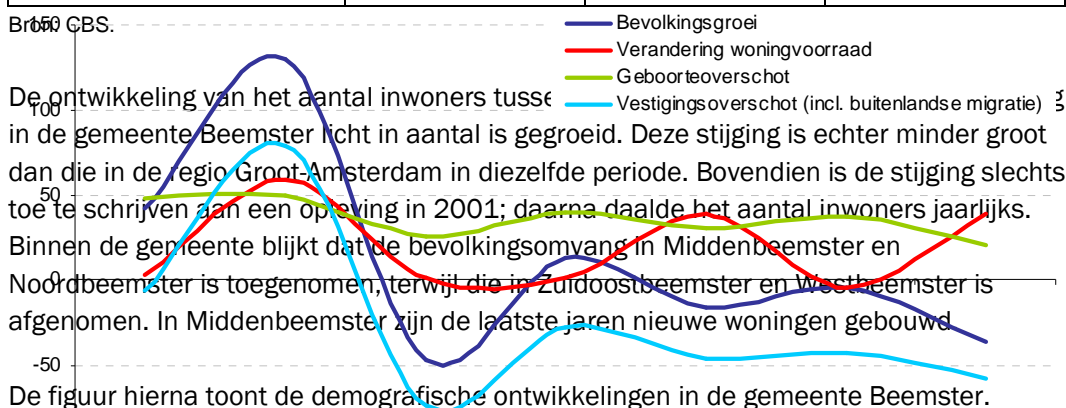 Bron: CBS.
150
Bevolkingsgroei
Verandering woningvoorraad
Geboorteoverschot
Vestigingsoverschot (incl. buitenlandse migratie)
De ontwikkeling van het aantal inwoners
100
in de gemeente Beemster licht in aantal is gegroeid. Deze stijging is echter minder groot
dan die in de regio Groot-Amsterdam in diezelfde periode. Bovendien is de stijging slechts
50
toe te schrijven aan een opleving in 2001; daarna daalde het aantal inwoners jaarlijks.
Binnen de gemeente blijkt dat de bevolkingsomvang in Middenbeemster en
0
Noordbeemster is toegenomen, terwijl die in Zuidoostbeemster en Westbeemster is
afgenomen. In Middenbeemster zijn de laatste jaren nieuwe woningen gebouwd
-50
De figuur hierna toont de demografische ontwikkelingen in de gemeente Beemster.